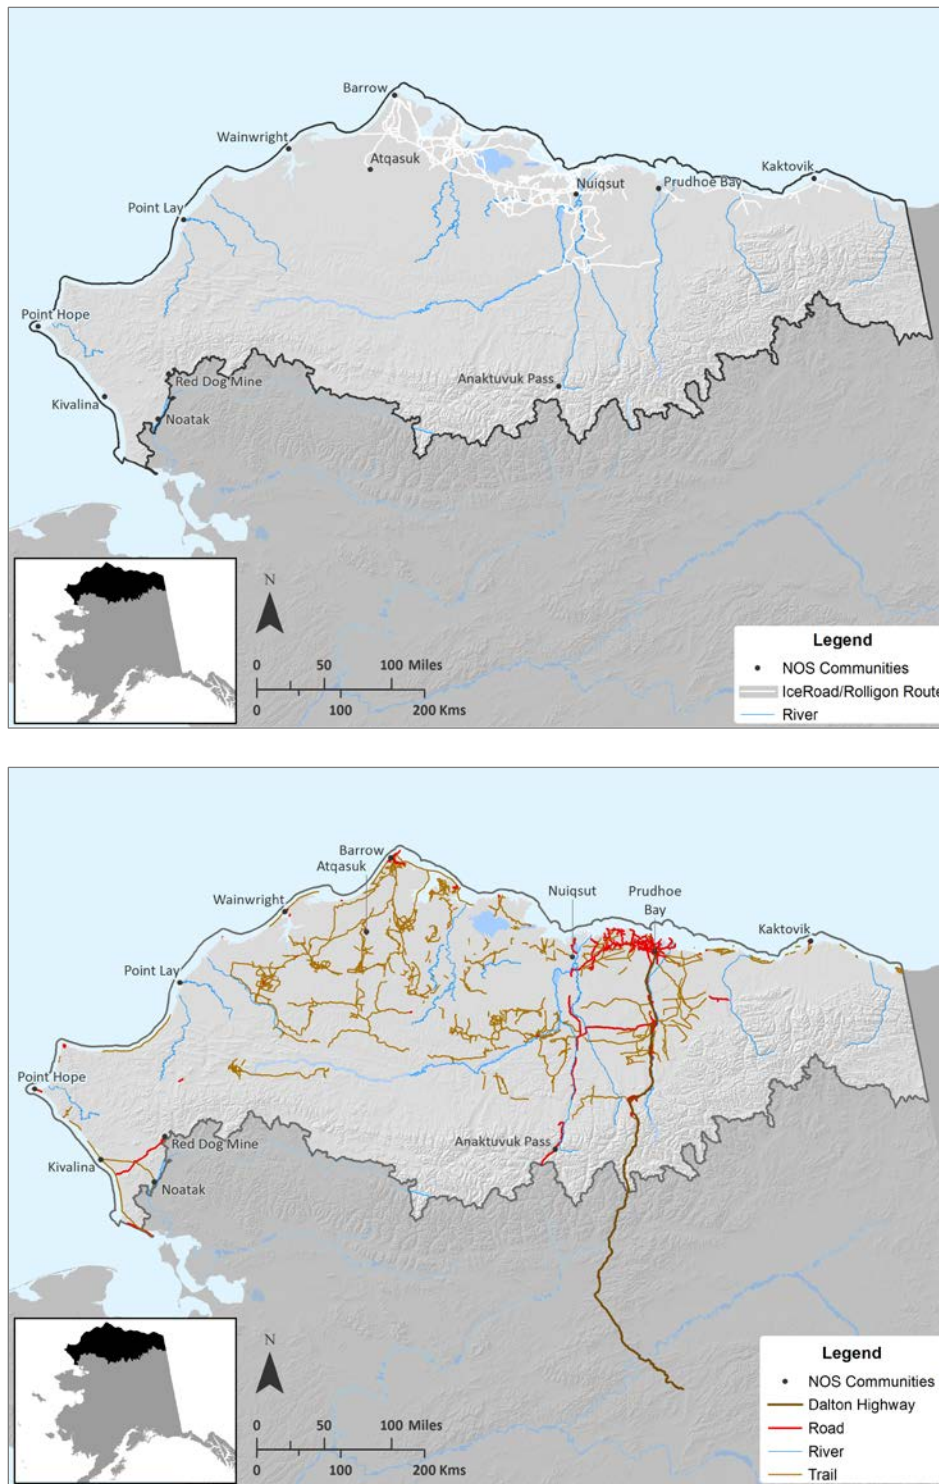 Barrow
Wainwright
Atqasuk
Nuiqsut
Prudhoe Bay
Kaktovik
Point Lay
Point Hope
Red Dog Mine
Anaktuvuk Pass
Kivalina
Noatak
N
0 50 100 Miles
0 100 200 Kms
Legend
NOS Communities
IceRoad/Rolligon Route
River
Barrow
Atqasuk
Wainwright
Nuiqsut
Prudhoe
Bay
Kaktovik
Point Lay
Point Hope
Red Dog Mine
Anaktuvuk Pass
Kivalina
Noatak
N
0 50 100 Miles
0 100 200 Kms
Legend
NOS Communities
Dalton Highway
Road
River
Trail